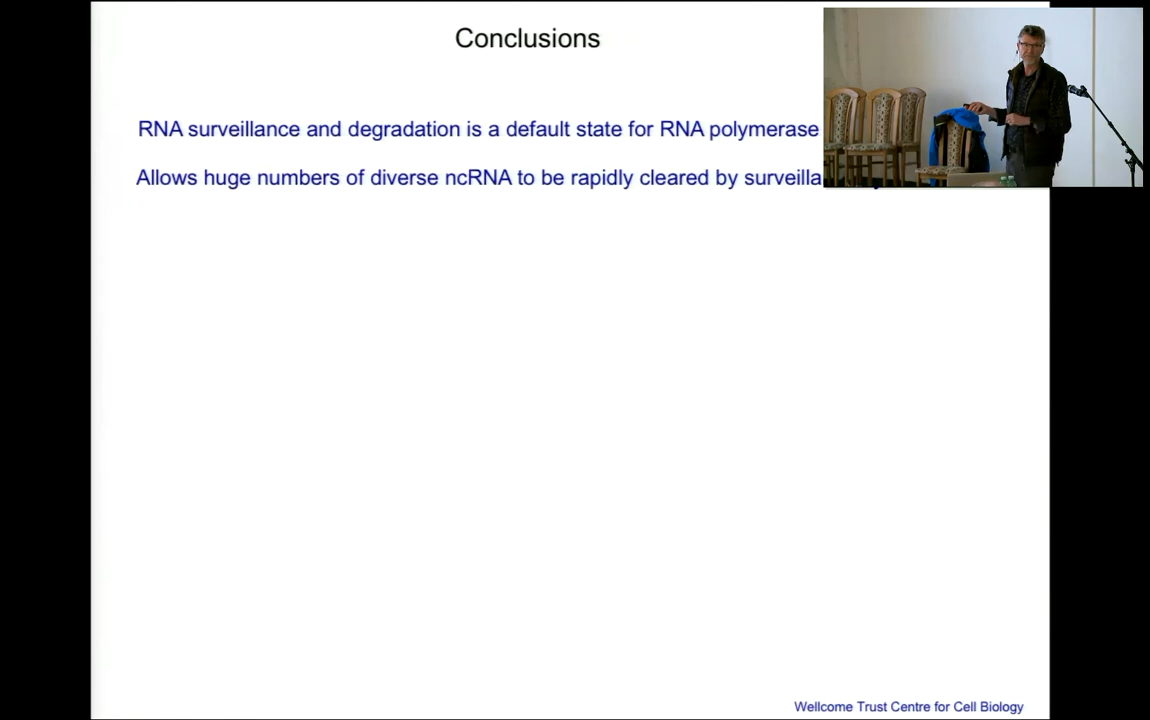 Conclusions
RNA surveillance and degradation is a default state for RNA polymerase
Allows huge numbers of diverse ncRNA to be rapidly cleared by
Wellcome Trust Centre for Cell Biology